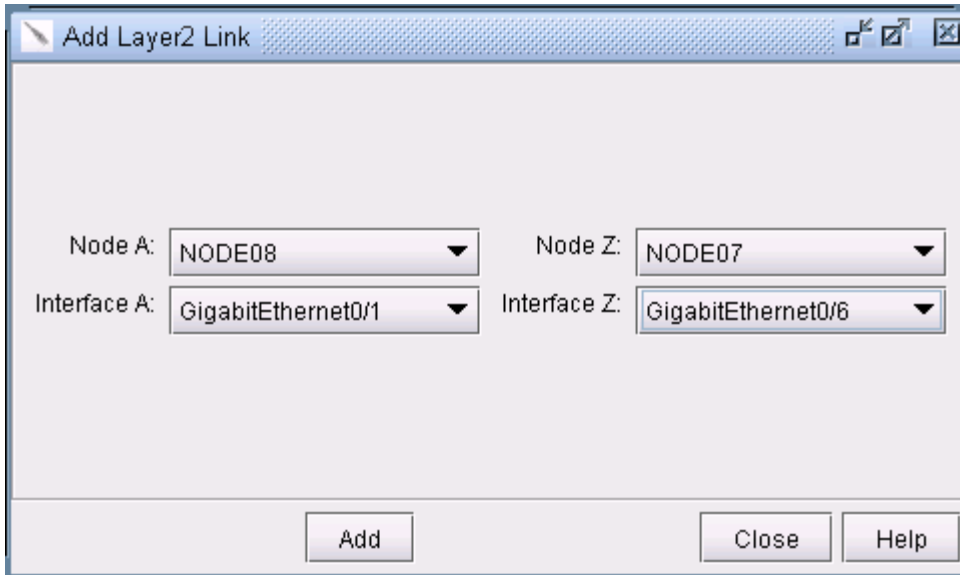 Add Layer2 Link
Node A: NODE08 Node Z: NODE07
Interface A: GigabitEthernet0/1 Interface Z: GigabitEthernet0/6
Add Close Help